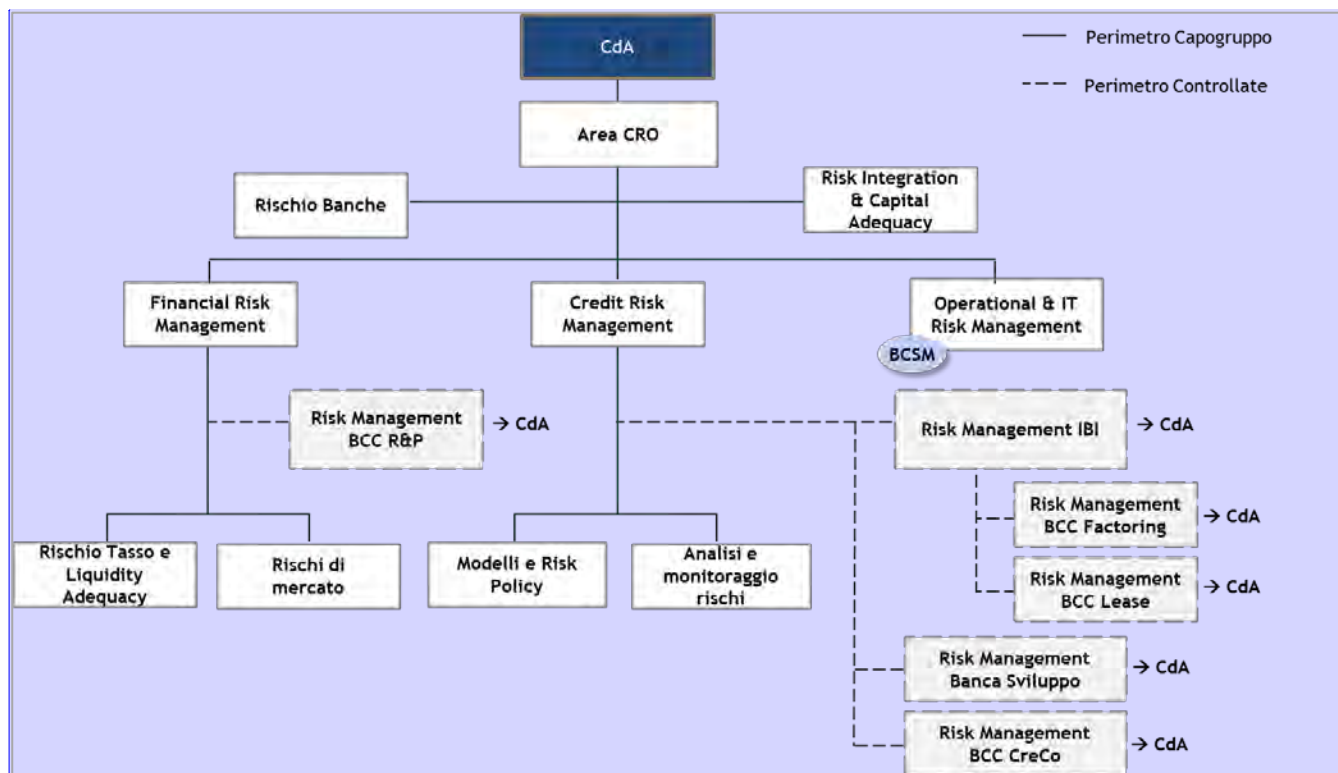 CdA
Perimetro Capogruppo
Perimetro Controllate
Area CRO
Rischio Banche
Risk Integration
& Capital
Adequacy
Financial Risk
Management
Credit Risk
Management
Operational & IT
Risk Management
BCSM
Risk Management
BCC R&P
→ CdA
Risk Management IBI
→ CdA
Risk Management
BCC Factoring
→ CdA
Rischio Tasso e
Liquidity
Adequacy
Rischi di
mercato
Modelli e Risk
Policy
Analisi e
monitoraggio
rischi
Risk Management
BCC Lease
→ CdA
Risk Management
Banca Sviluppo
→ CdA
Risk Management
BCC CreCo
→ CdA